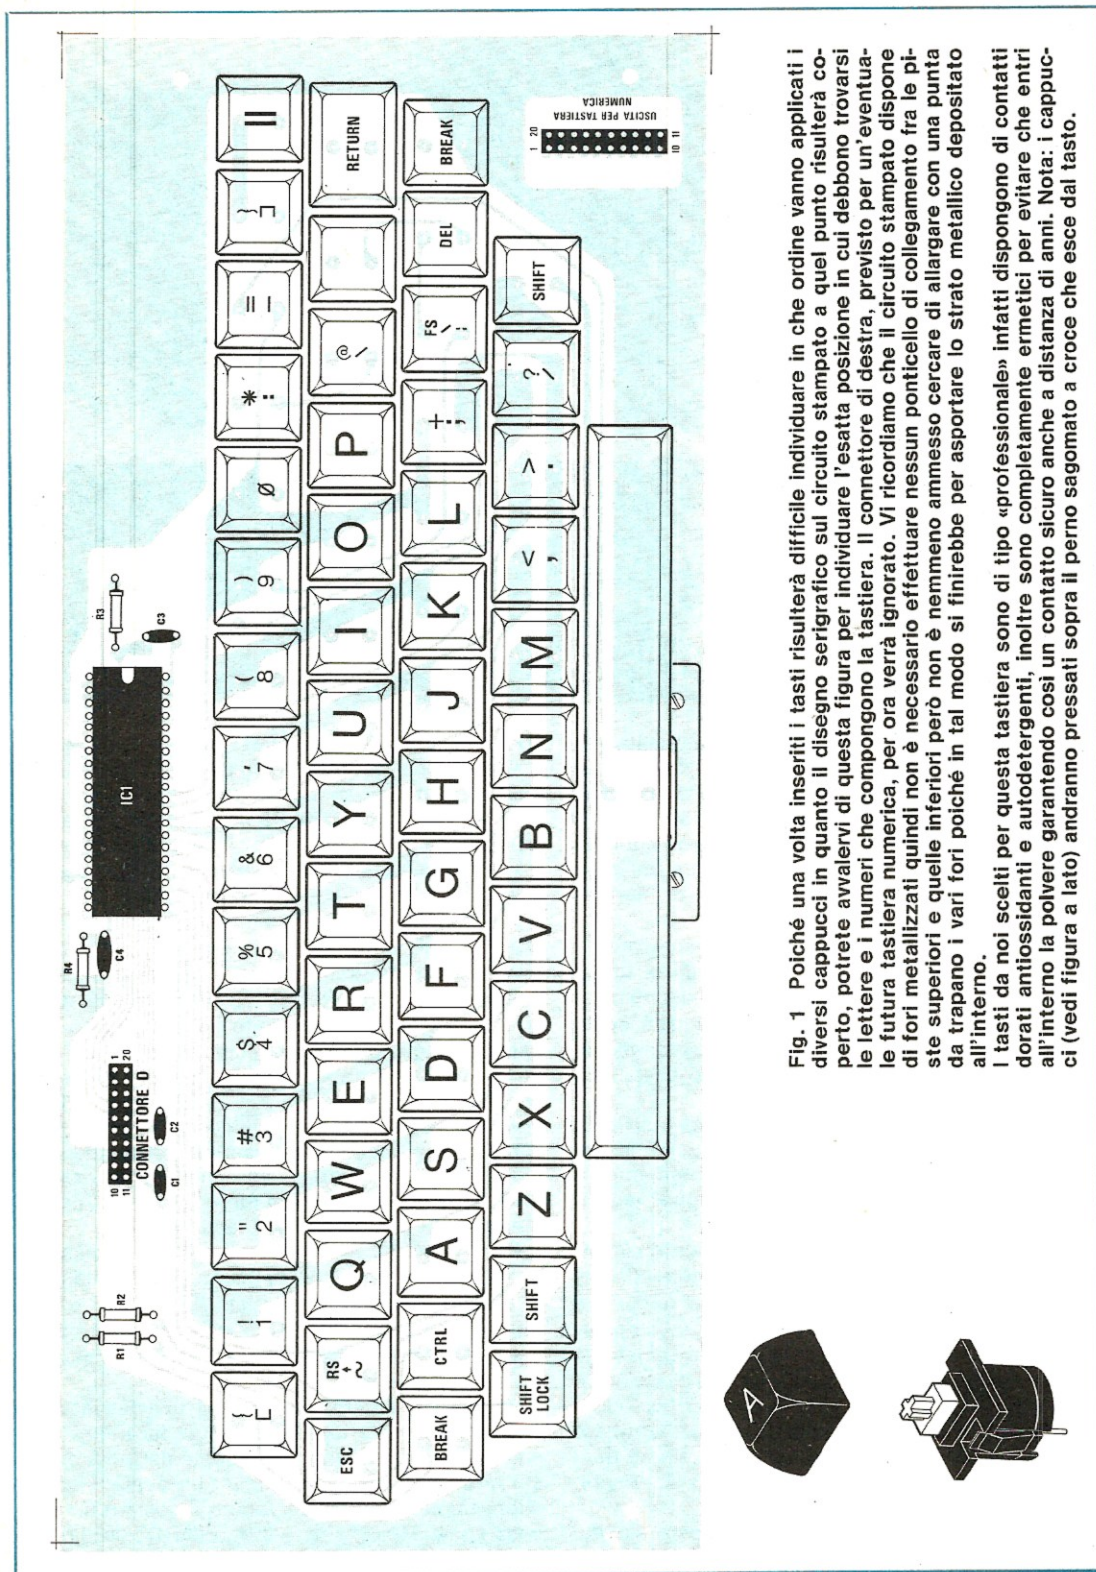 R1
R2
10
1
11
20
CONNETTORE D
C1
C2
R4
C4
IC1
R3
C3
{ [
! 1
" 2
# 3
$ 4
% 5
& 6
' 7
( 8
) 9
Ø
* :
= —
} ]
||
ESC
RS ↑ ~
Q
W
E
R
T
Y
U
I
O
P
@ \
RETURN
BREAK
CTRL
A
S
D
F
G
H
J
K
L
+ ;
FS \ ¦
DEL
BREAK
SHIFT LOCK
SHIFT
Z
X
C
V
B
N
M
< ,
> .
? /
SHIFT
1 20
10 11
USCITA PER TASTIERA
NUMERICA
A
Fig. 1 Poiché una volta inseriti i tasti risulterà difficile individuare in che ordine vanno applicati i
diversi cappucci in quanto il disegno serigrafico sul circuito stampato a quel punto risulterà co-
perto, potrete avvalervi di questa figura per individuare l'esatta posizione in cui debbono trovarsi
le lettere e i numeri che compongono la tastiera. Il connettore di destra, previsto per un'eventua-
le futura tastiera numerica, per ora verrà ignorato. Vi ricordiamo che il circuito stampato dispone
di fori metallizzati quindi non è necessario effettuare nessun ponticello di collegamento fra le pi-
ste superiori e quelle inferiori però non è nemmeno ammesso cercare di allargare con una punta
da trapano i vari fori poiché in tal modo si finirebbe per asportare lo strato metallico depositato
all'interno.
I tasti da noi scelti per questa tastiera sono di tipo «professionale» infatti dispongono di contatti
dorati antiossidanti e autodetergenti, inoltre sono completamente ermetici per evitare che entri
all'interno la polvere garantendo così un contatto sicuro anche a distanza di anni. Nota: i cappuc-
ci (vedi figura a lato) andranno pressati sopra il perno sagomato a croce che esce dal tasto.